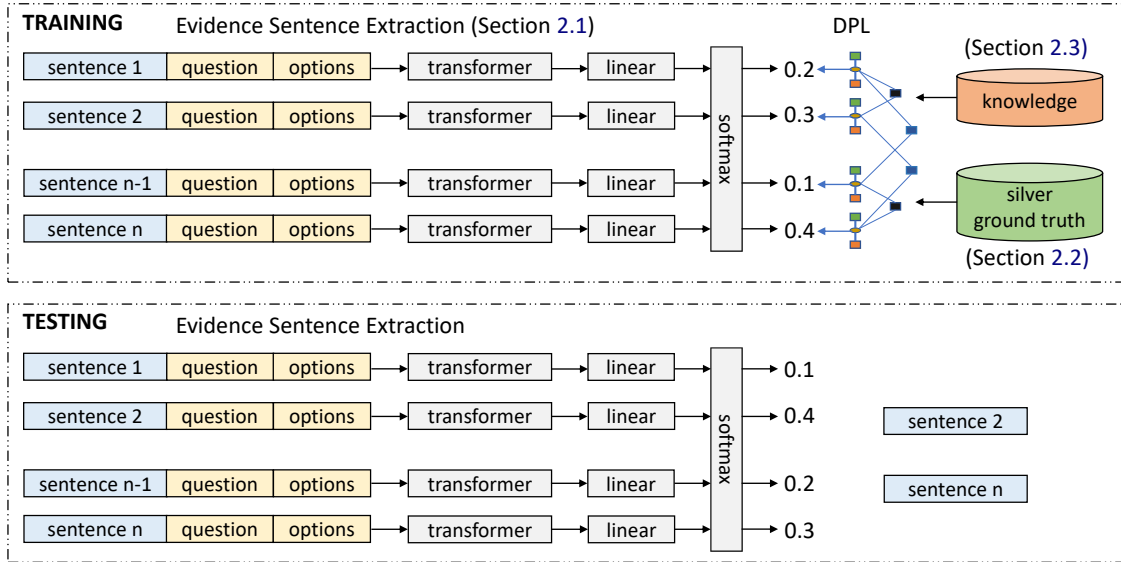 TRAINING Evidence Sentence Extraction (Section 2.1) DPL
(Section 2.3)
sentence 1 question options transformer linear 0.2
knowledge
sentence 2 question options transformer linear 0.3
softmax
sentence n-1 question options transformer linear 0.1
silver
ground truth
sentence n question options transformer linear 0.4
(Section 2.2)
TESTING Evidence Sentence Extraction
sentence 1 question options transformer linear 0.1
sentence 2 question options transformer linear 0.4
sentence 2
softmax
sentence n-1 question options transformer linear 0.2
sentence n
sentence n question options transformer linear 0.3